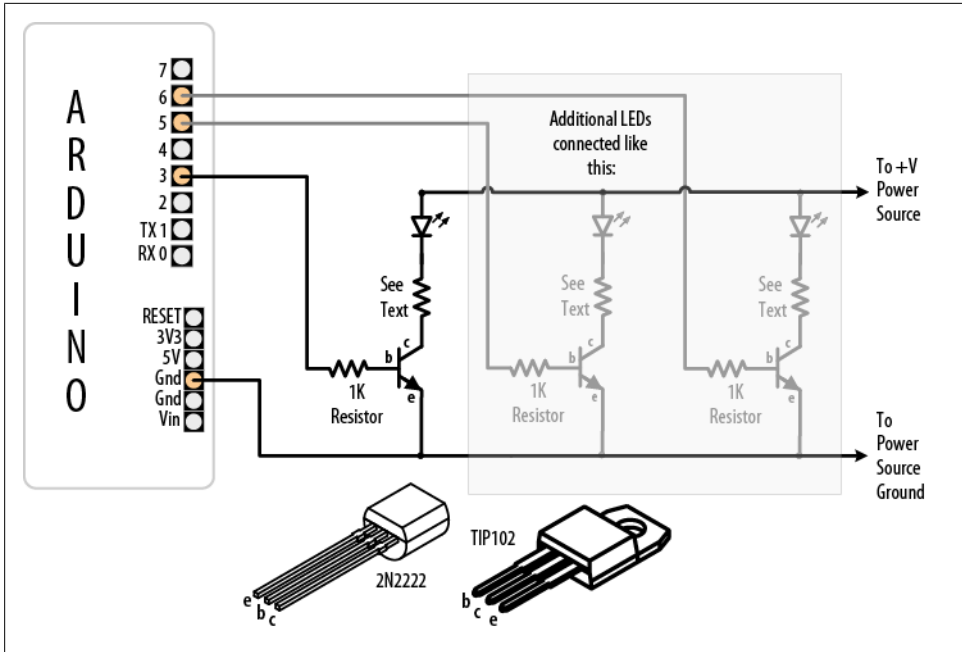 ARDUINO
7
6
5
4
3
2
TX 1
RX 0
RESET
3V3
5V
Gnd
Gnd
Vin
Additional LEDs
connected like
this:
To +V
Power
Source
See
Text
See
Text
See
Text
c
b
e
1K
Resistor
c
b
e
1K
Resistor
c
b
e
1K
Resistor
To
Power
Source
Ground
2N2222
e
b
c
TIP102
b
c
e